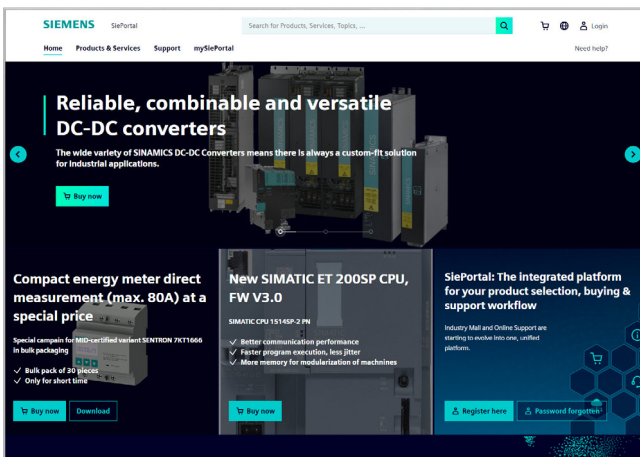 SIEMENS
SiePortal
Search for Products, Services, Topics, ...
Login
Home
Products & Services
Support
mySiePortal
Need help?
Reliable, combinable and versatile
DC-DC converters
The wide variety of SINAMICS DC-DC Converters means there is always a custom-fit solution
for industrial applications.
Buy now
Compact energy meter direct
measurement (max. 80A) at a
special price
Special campain for MID-certified variant SENTRON 7KT1666
in bulk packaging
Bulk pack of 30 pieces
Only for short time
Buy now
Download
New SIMATIC ET 200SP CPU,
FW V3.0
SIMATIC CPU 1514SP-2 PN
Better communication performance
Faster program execution, less jitter
More memory for modularization of machines
Buy now
SiePortal: The integrated platform
for your product selection, buying &
support workflow
Industry Mall and Online Support are
starting to evolve into one, unified
platform.
Register here
Password forgotten